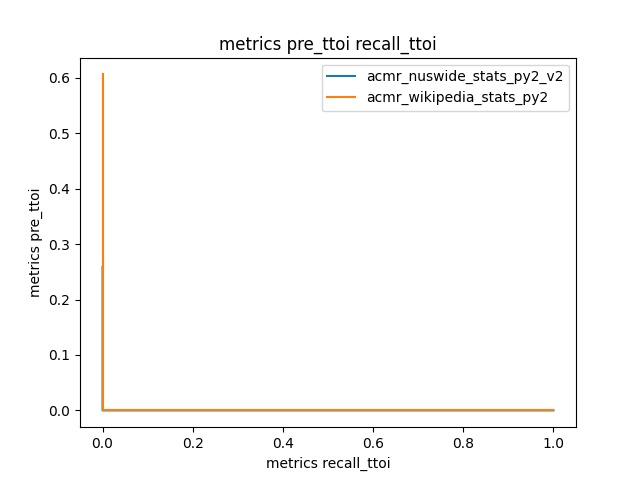 metrics pre_ttoi recall_ttoi
acmr_nuswide_stats_py2_v2
acmr_wikipedia_stats_py2
0.6
0.5
0.4
0.3
0.2
0.1
0.0
metrics pre_ttoi
0.0 0.2 0.4 0.6 0.8 1.0
metrics recall_ttoi